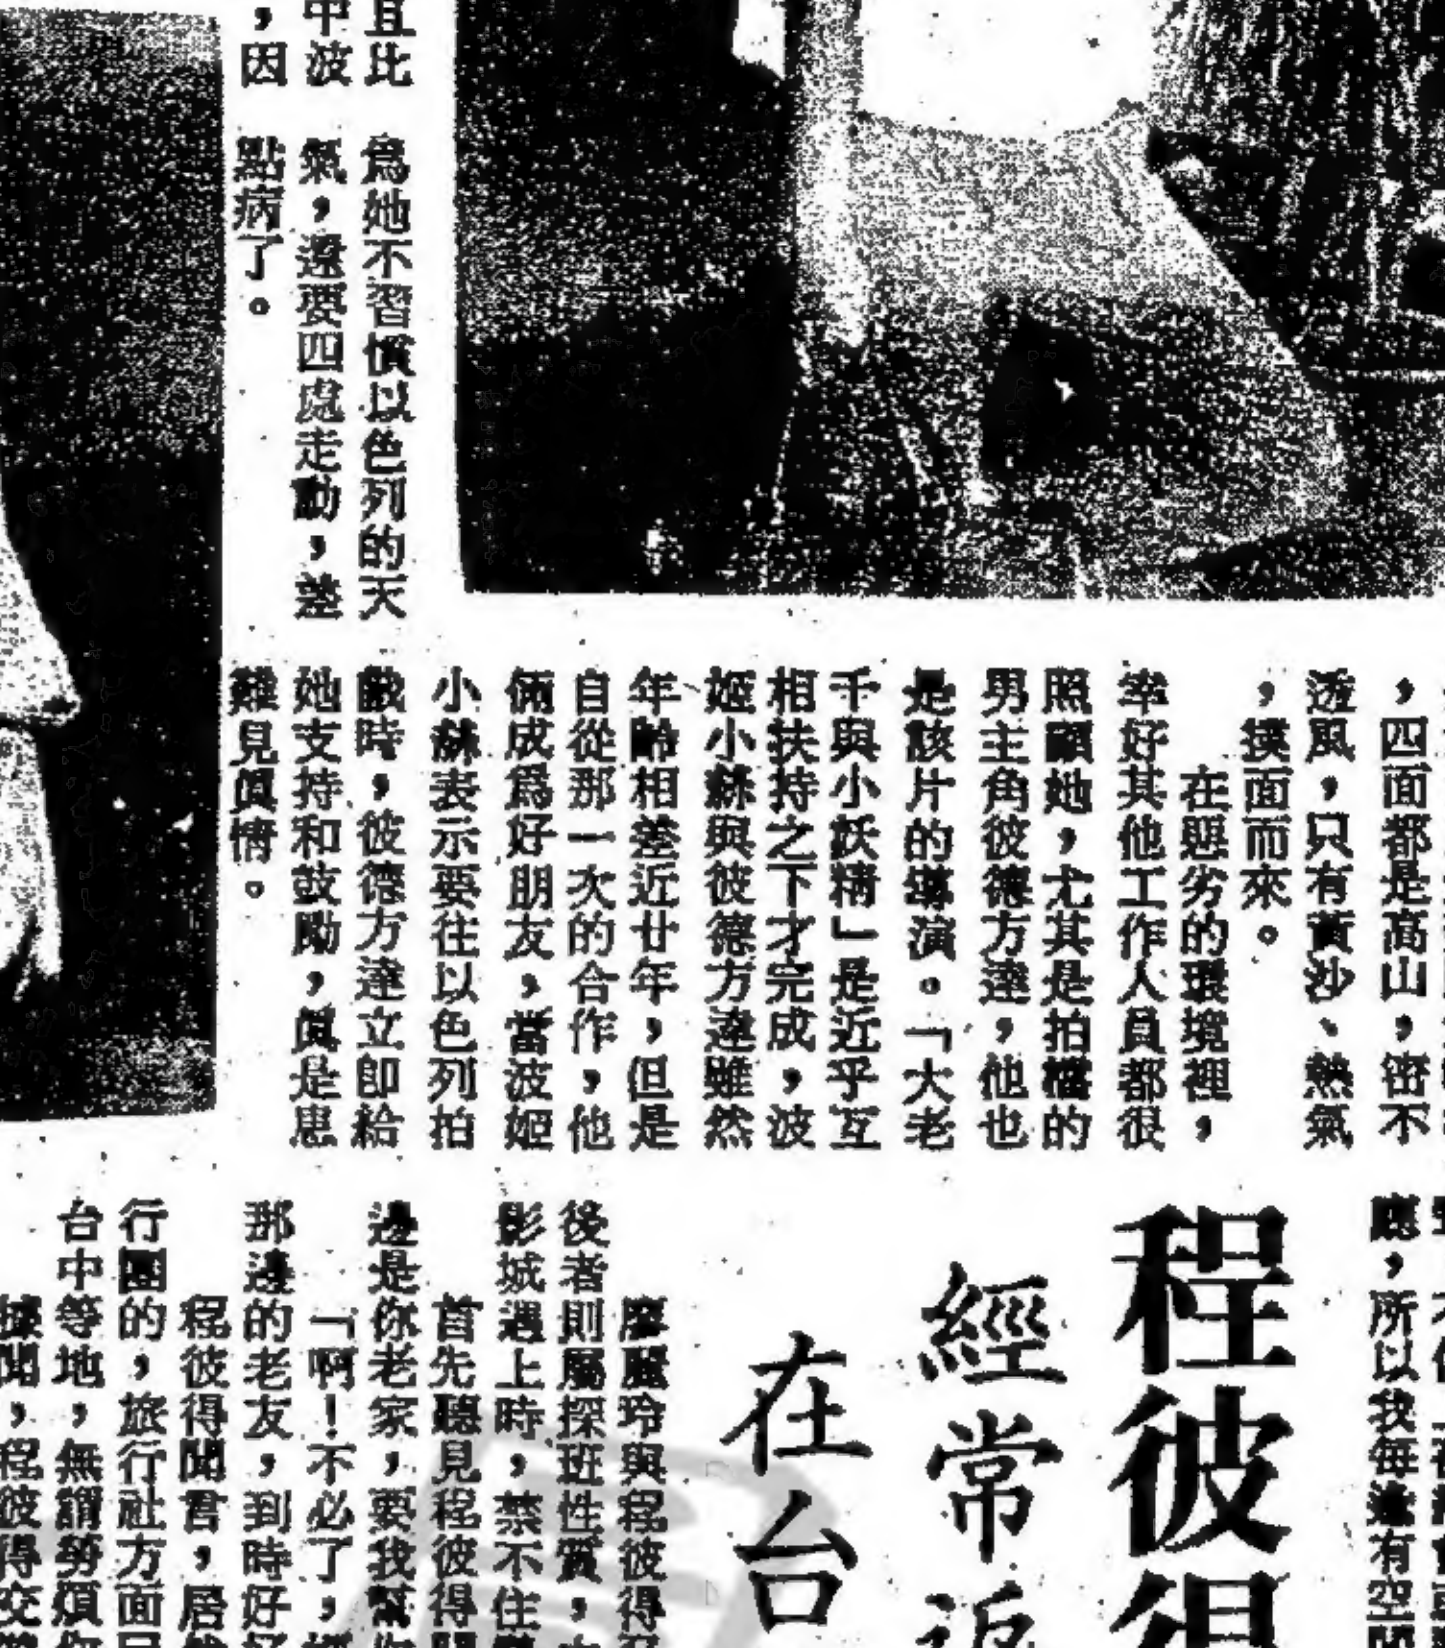 且比
中波
，因
爲她不習慣以色列的天
氣，還要四處走動，差
點病了。
，四面都是高山，密不
透風，只有黃沙、熱氣
，撲面而來。
在惡劣的環境裡，
幸好其他工作人員都很
照顧她，尤其是拍檔的
男主角彼德方達，他也
是該片的導演。「大老
千與小妖精」是近乎互
相扶持之下才完成，波
姬小絲與彼德方達雖然
年齡相差近廿年，但是
自從那一次的合作，他
倆成爲好朋友，當波姬
小絲表示要往以色列拍
戲時，彼德方達立即給
她支持和鼓勵，眞是患
難見眞情。
應，所以我每逢有空
程彼得
經常返
在台
廖麗玲與程彼得
後者則屬探班性質，
影城遇上時，禁不住
首先聽見程彼得
邊是你老家，要我幫你
「啊！不必了，
那邊的老友，到時好好
程彼得聞言，居
行團的，旅行社方面
台中等地，無謂勞煩你
據聞，程彼得交